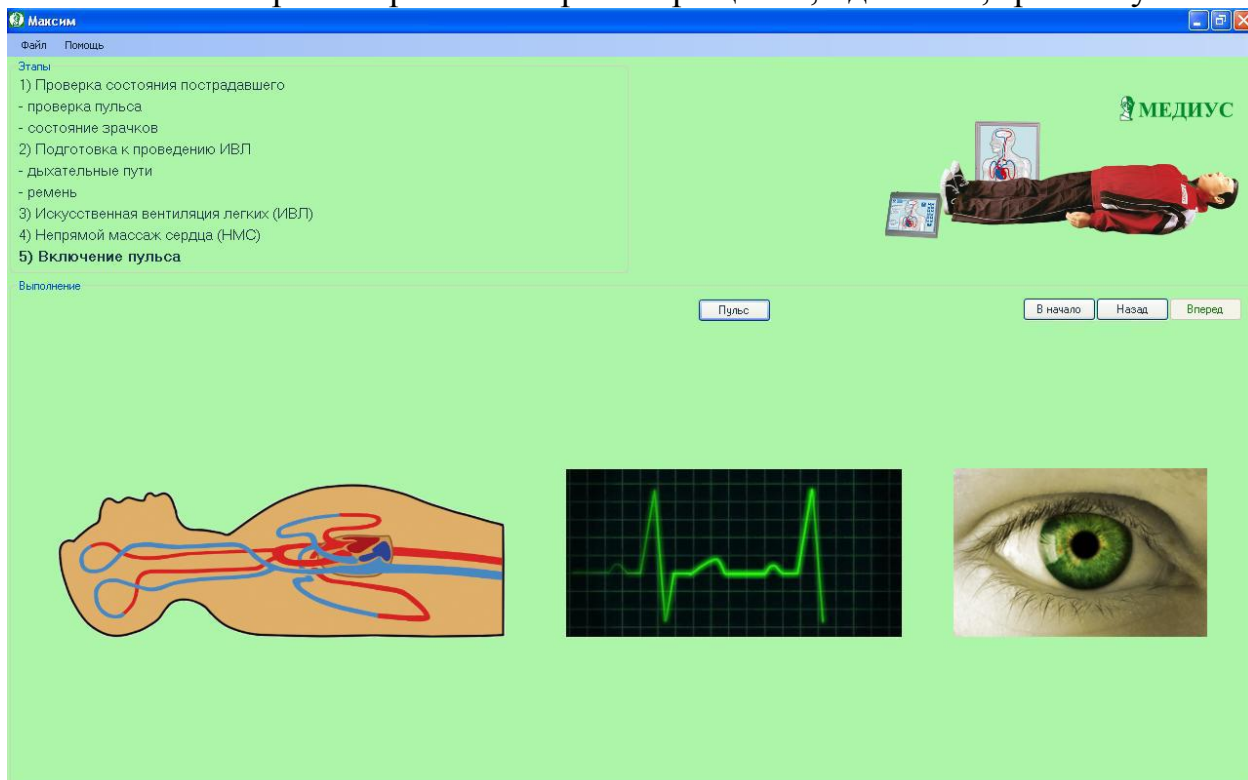 Максим
Файл Помощь
Этапы
1) Проверка состояния пострадавшего
- проверка пульса
- состояние зрачков
2) Подготовка к проведению ИВЛ
- дыхательные пути
- ремень
3) Искусственная вентиляция легких (ИВЛ)
4) Непрямой массаж сердца (НМС)
5) Включение пульса
МЕДИУС
Выполнение
Пульс
В начало Назад Вперед